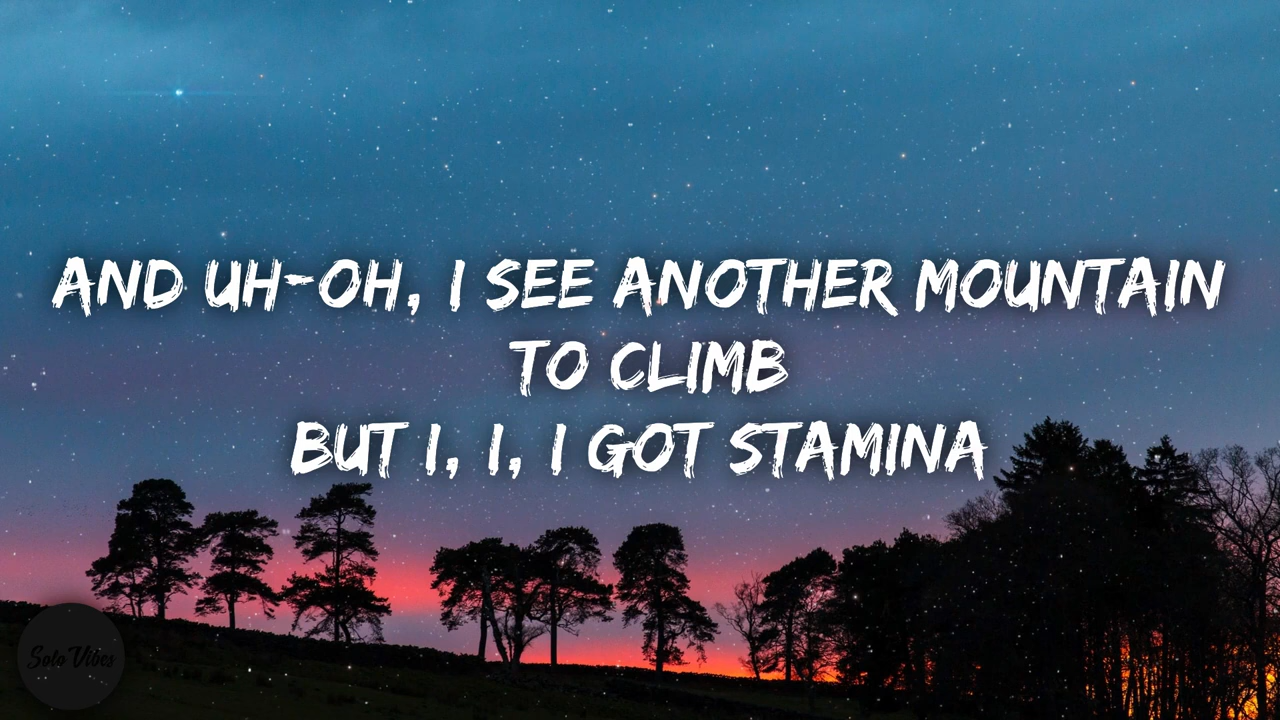 AND UH-OH, I SEE ANOTHER MOUNTAIN
TO CLIMB
BUT I, I, I GOT STAMINA
Solo Vibes